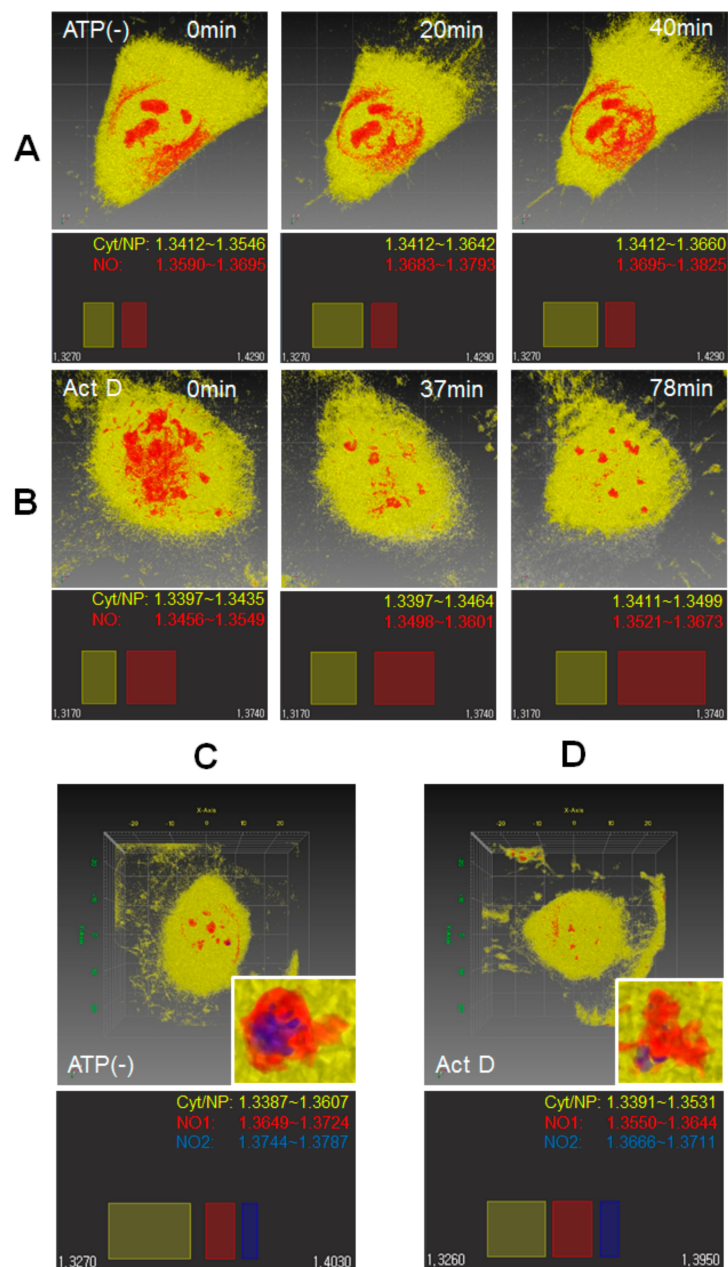 A
ATP(-) 0min
20min
40min
Cyt/NP: 1.3412~1.3546
NO: 1.3590~1.3695
1,3270 1,4290
1.3412~1.3642
1.3683~1.3793
1,3270 1,4290
1.3412~1.3660
1.3695~1.3825
1,3270 1,4290
B
Act D 0min
37min
78min
Cyt/NP: 1.3397~1.3435
NO: 1.3456~1.3549
1,3170 1,3740
1.3397~1.3464
1.3498~1.3601
1,3170 1,3740
1.3411~1.3499
1.3521~1.3673
1,3170 1,3740
C
X-Axis
-20 -10 0 10 20
ATP(-)
Cyt/NP: 1.3387~1.3607
NO1: 1.3649~1.3724
NO2: 1.3744~1.3787
1,3270 1,4030
D
X-Axis
-20 -10 0 10 20
Act D
Cyt/NP: 1.3391~1.3531
NO1: 1.3550~1.3644
NO2: 1.3666~1.3711
1,3260 1,3950